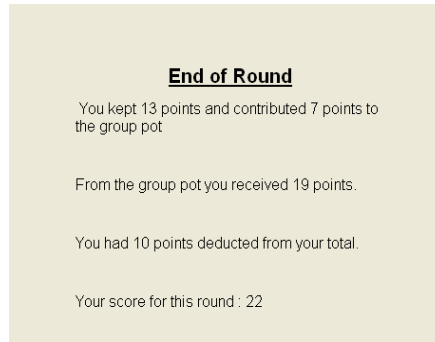 End of Round
You kept 13 points and contributed 7 points to
the group pot
From the group pot you received 19 points.
You had 10 points deducted from your total.
Your score for this round : 22